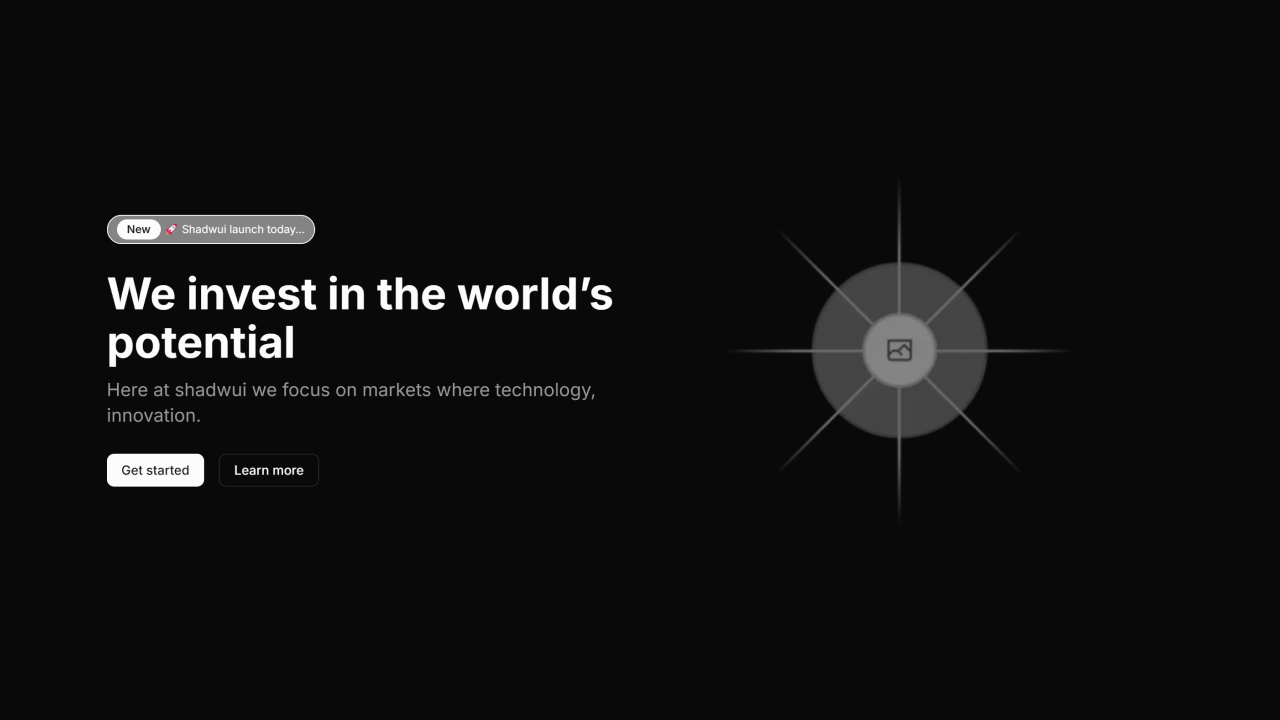 New 🚀 Shadwui launch today...
We invest in the world’s
potential
Here at shadwui we focus on markets where technology,
innovation.
Get started Learn more